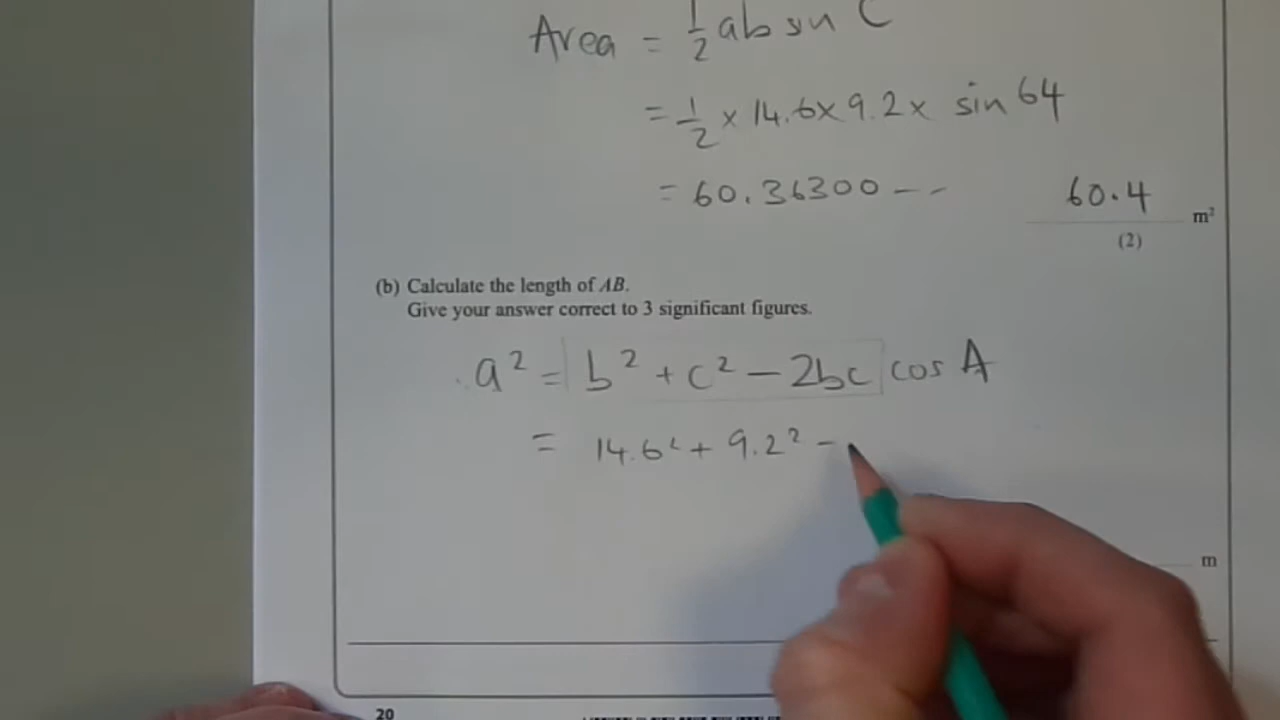 Area = 1/2 ab sin C
= 1/2 × 14.6 × 9.2 × sin 64
= 60.36300 --
60.4 m²
(2)
(b) Calculate the length of AB.
Give your answer correct to 3 significant figures.
a² = b² + c² − 2bc cos A
= 14.6² + 9.2² −
m
20